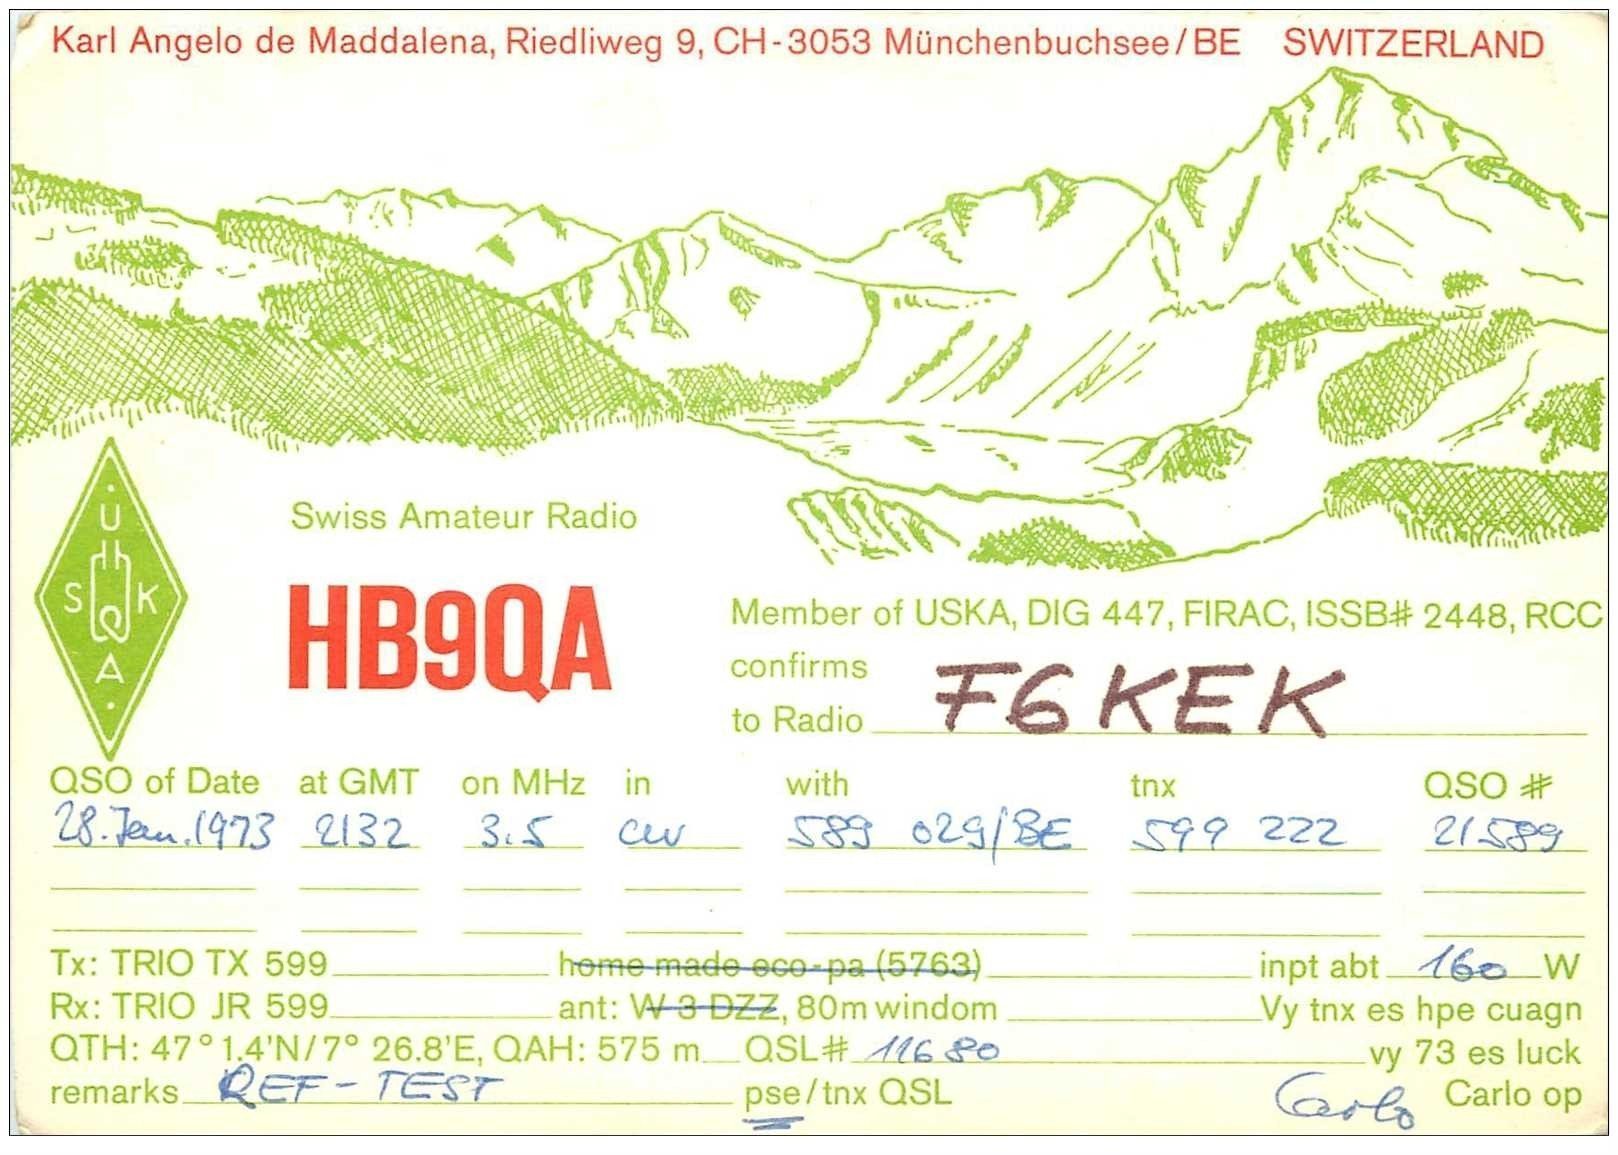 Karl Angelo de Maddalena, Riedliweg 9, CH-3053 Münchenbuchsee/BE SWITZERLAND
U
S K
A
Swiss Amateur Radio
HB9QA
Member of USKA, DIG 447, FIRAC, ISSB# 2448, RCC
confirms
to Radio F6KEK
QSO of Date at GMT on MHz in with tnx QSO #
28. Jan. 1973 2132 3.5 cw 589 029/BE 599 222 21589
Tx: TRIO TX 599 home made eco-pa (5763) inpt abt 160 W
Rx: TRIO JR 599 ant: W 3 DZZ, 80m windom Vy tnx es hpe cuagn
QTH: 47° 1.4'N/7° 26.8'E, QAH: 575 m QSL# 11680 vy 73 es luck
remarks REF-TEST pse/tnx QSL Carlo Carlo op